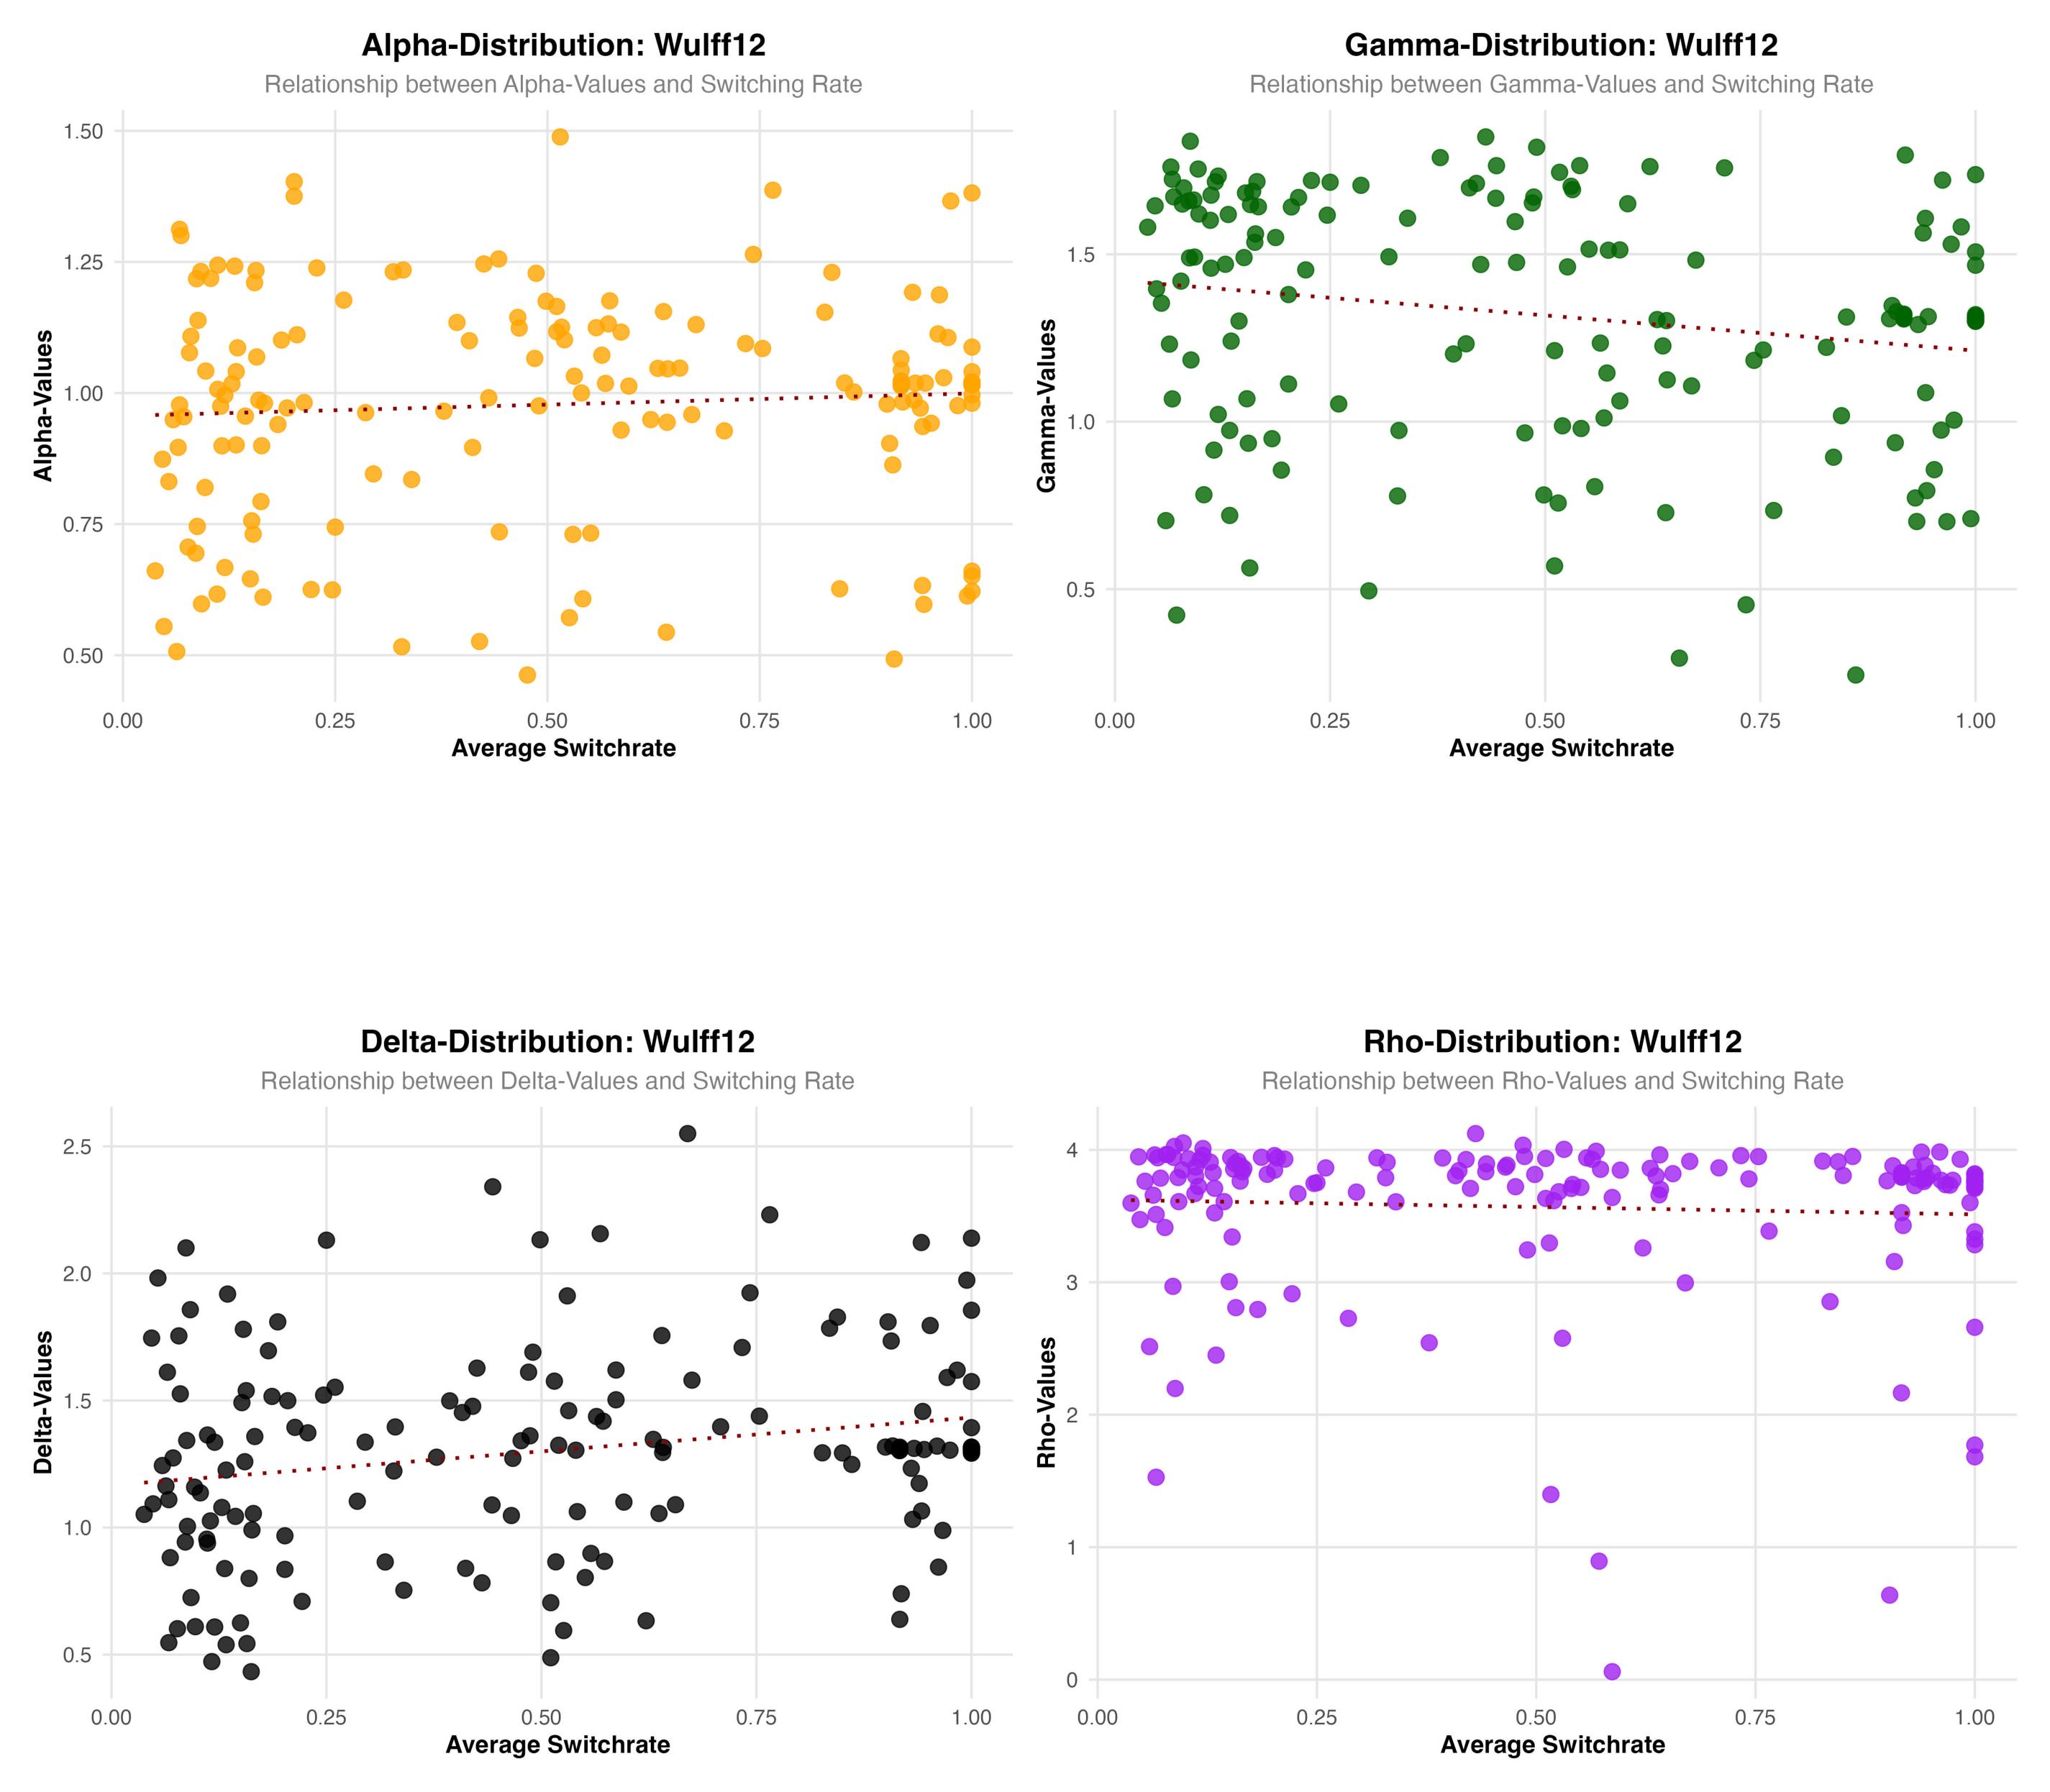 Alpha-Distribution: Wulff12
Relationship between Alpha-Values and Switching Rate
1.50
1.25
1.00
0.75
0.50
Alpha-Values
0.00 0.25 0.50 0.75 1.00
Average Switchrate
Gamma-Distribution: Wulff12
Relationship between Gamma-Values and Switching Rate
1.5
1.0
0.5
Gamma-Values
0.00 0.25 0.50 0.75 1.00
Average Switchrate
Delta-Distribution: Wulff12
Relationship between Delta-Values and Switching Rate
2.5
2.0
1.5
1.0
0.5
Delta-Values
0.00 0.25 0.50 0.75 1.00
Average Switchrate
Rho-Distribution: Wulff12
Relationship between Rho-Values and Switching Rate
4
3
2
1
0
Rho-Values
0.00 0.25 0.50 0.75 1.00
Average Switchrate